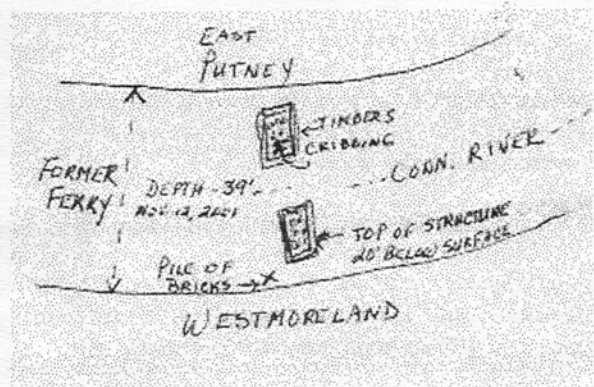 EAST
PUTNEY
TIMBERS
CRIBBING
FORMER
FERRY
DEPTH - 39'
NOV. 12, 2001
CONN. RIVER
TOP OF STRUCTURE
20' BELOW SURFACE
PILE OF
BRICKS
WESTMORELAND